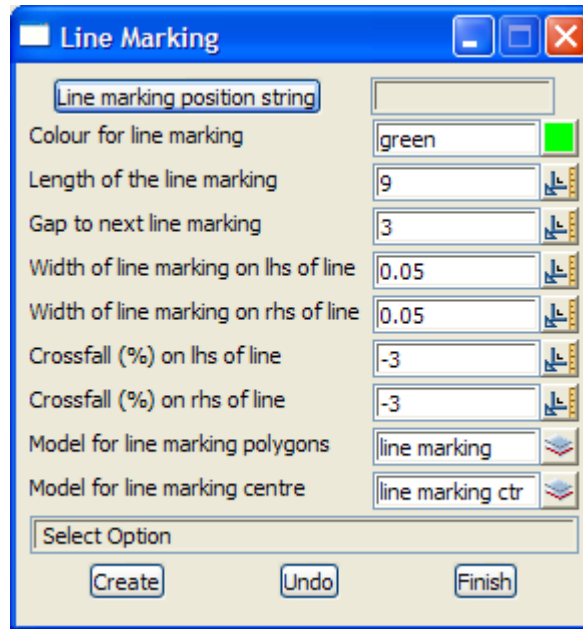 Line Marking
Line marking position string
Colour for line marking green
Length of the line marking 9
Gap to next line marking 3
Width of line marking on lhs of line 0.05
Width of line marking on rhs of line 0.05
Crossfall (%) on lhs of line -3
Crossfall (%) on rhs of line -3
Model for line marking polygons line marking
Model for line marking centre line marking ctr
Select Option
Create Undo Finish